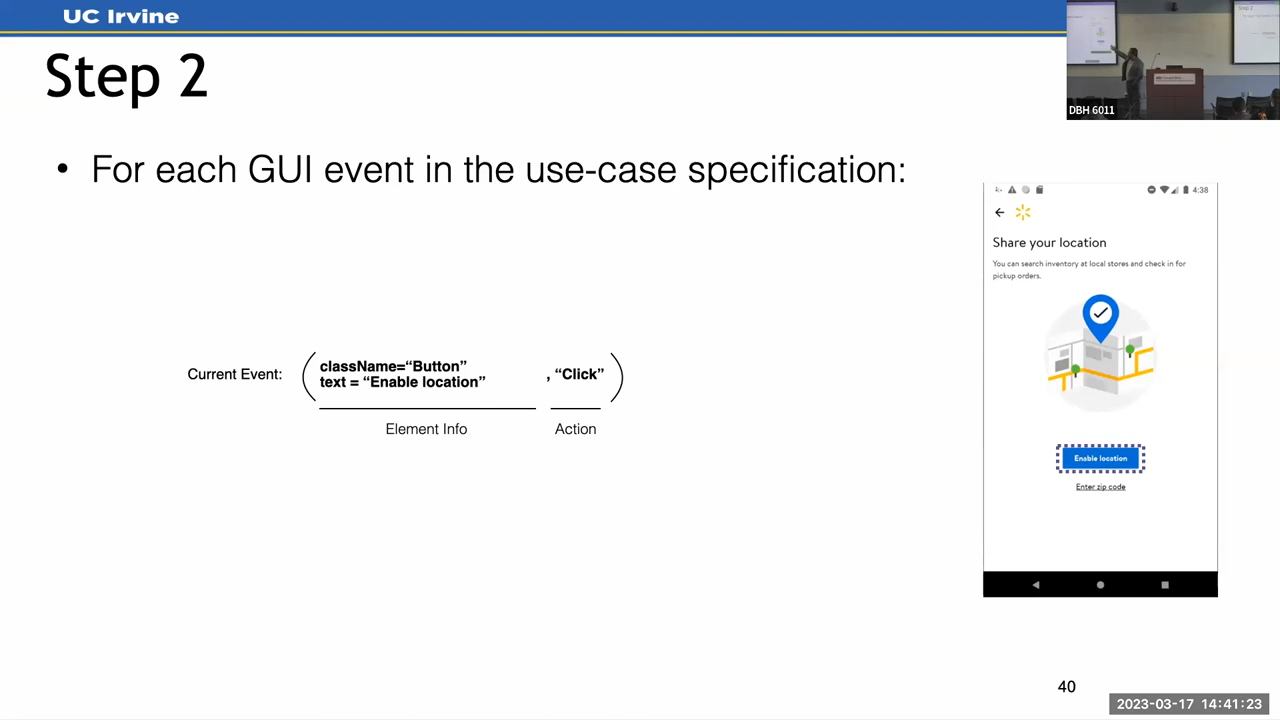 UC Irvine
Step 2
• For each GUI event in the use-case specification:
DBH 6011
4:38
Share your location
You can search inventory at local stores and check in for
pickup orders.
Enable location
Enter zip code
Current Event:
className=“Button”
text = “Enable location”
, “Click”
Element Info
Action
40
2023-03-17 14:41:23